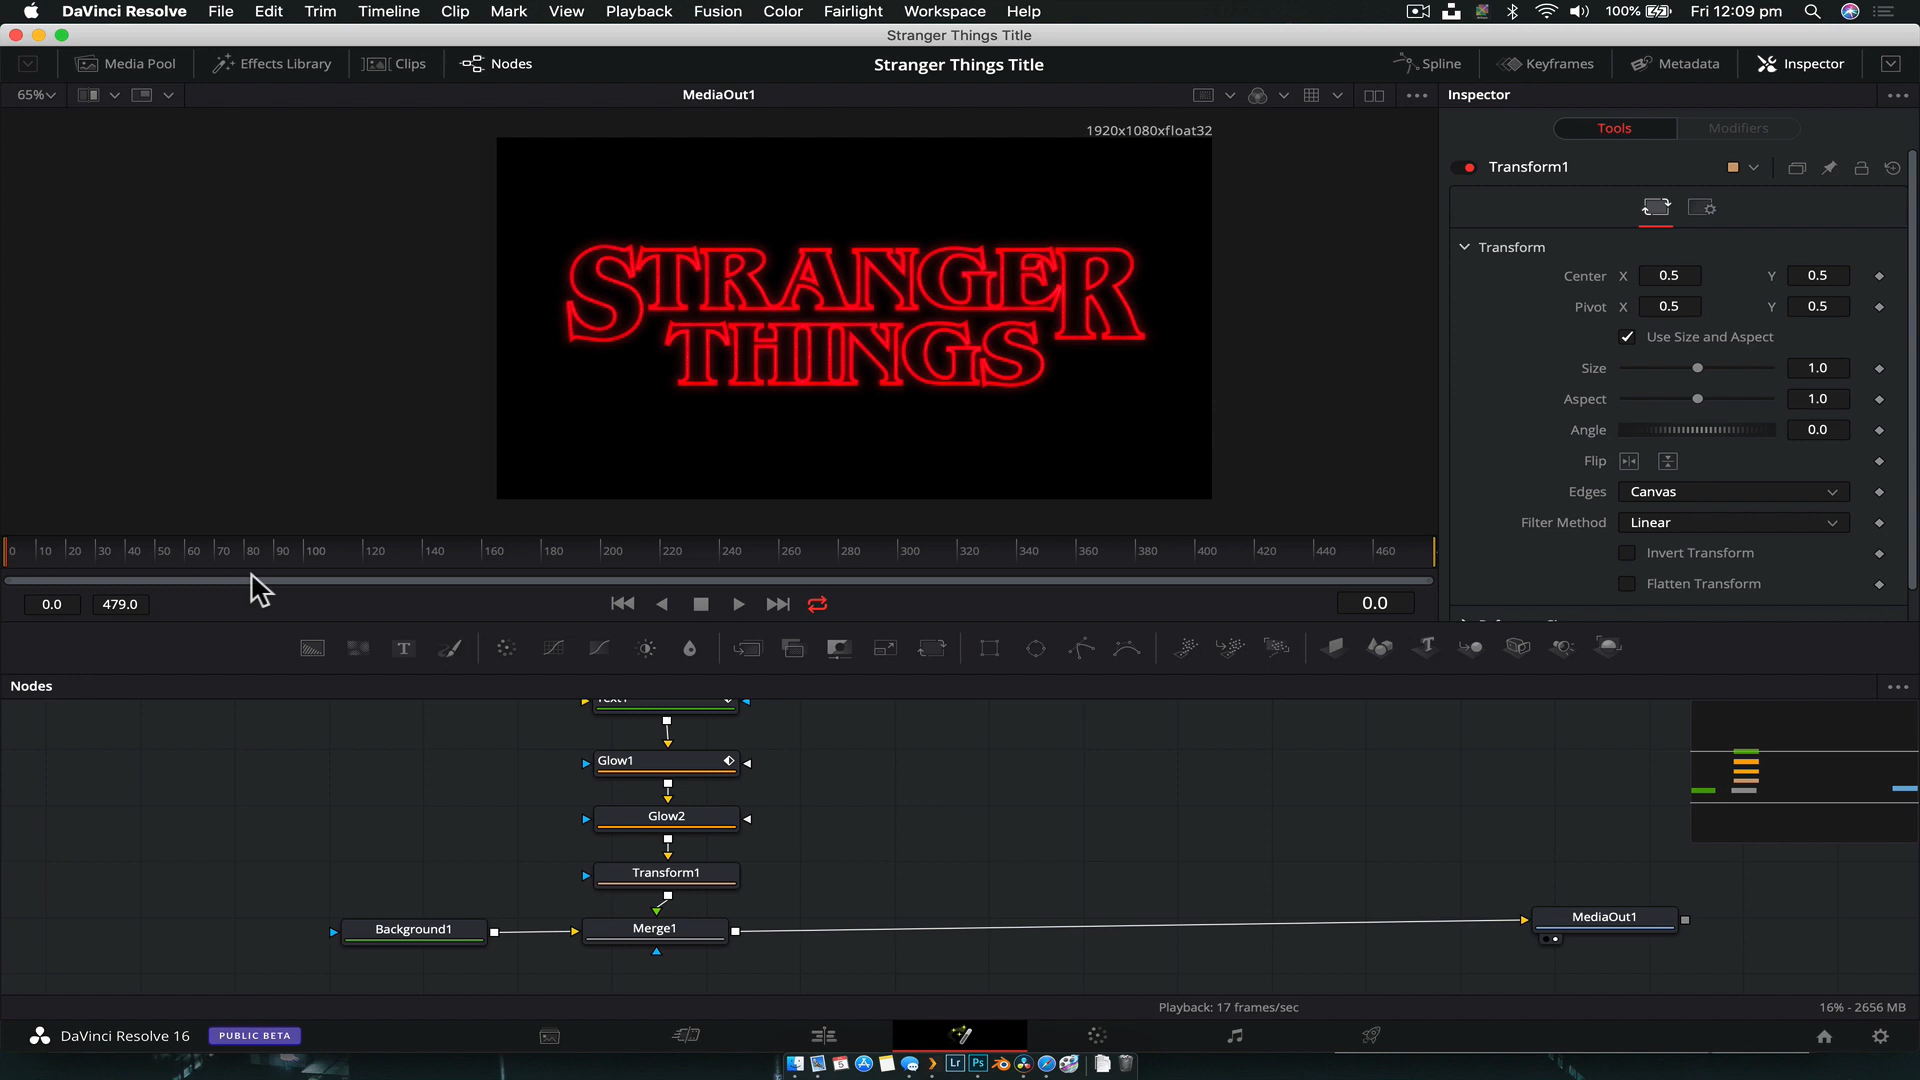 DaVinci Resolve File Edit Trim Timeline Clip Mark View Playback Fusion Color Fairlight Workspace Help 100% Fri 12:09 pm
Stranger Things Title
Media Pool Effects Library Clips Nodes Stranger Things Title Spline Keyframes Metadata Inspector
65% MediaOut1 Inspector
1920x1080xfloat32
Tools Modifiers
Transform1
STRANGER
THINGS
Transform
Center X 0.5 Y 0.5
Pivot X 0.5 Y 0.5
Use Size and Aspect
Size 1.0
Aspect 1.0
Angle 0.0
Flip
Edges Canvas
Filter Method Linear
Invert Transform
Flatten Transform
0 10 20 30 40 50 60 70 80 90 100 120 140 160 180 200 220 240 260 280 300 320 340 360 380 400 420 440 460
0.0 479.0 0.0
Nodes
Text1
Glow1
Glow2
Transform1
Background1 Merge1 MediaOut1
Playback: 17 frames/sec 16% - 2656 MB
DaVinci Resolve 16 PUBLIC BETA
Lr Ps